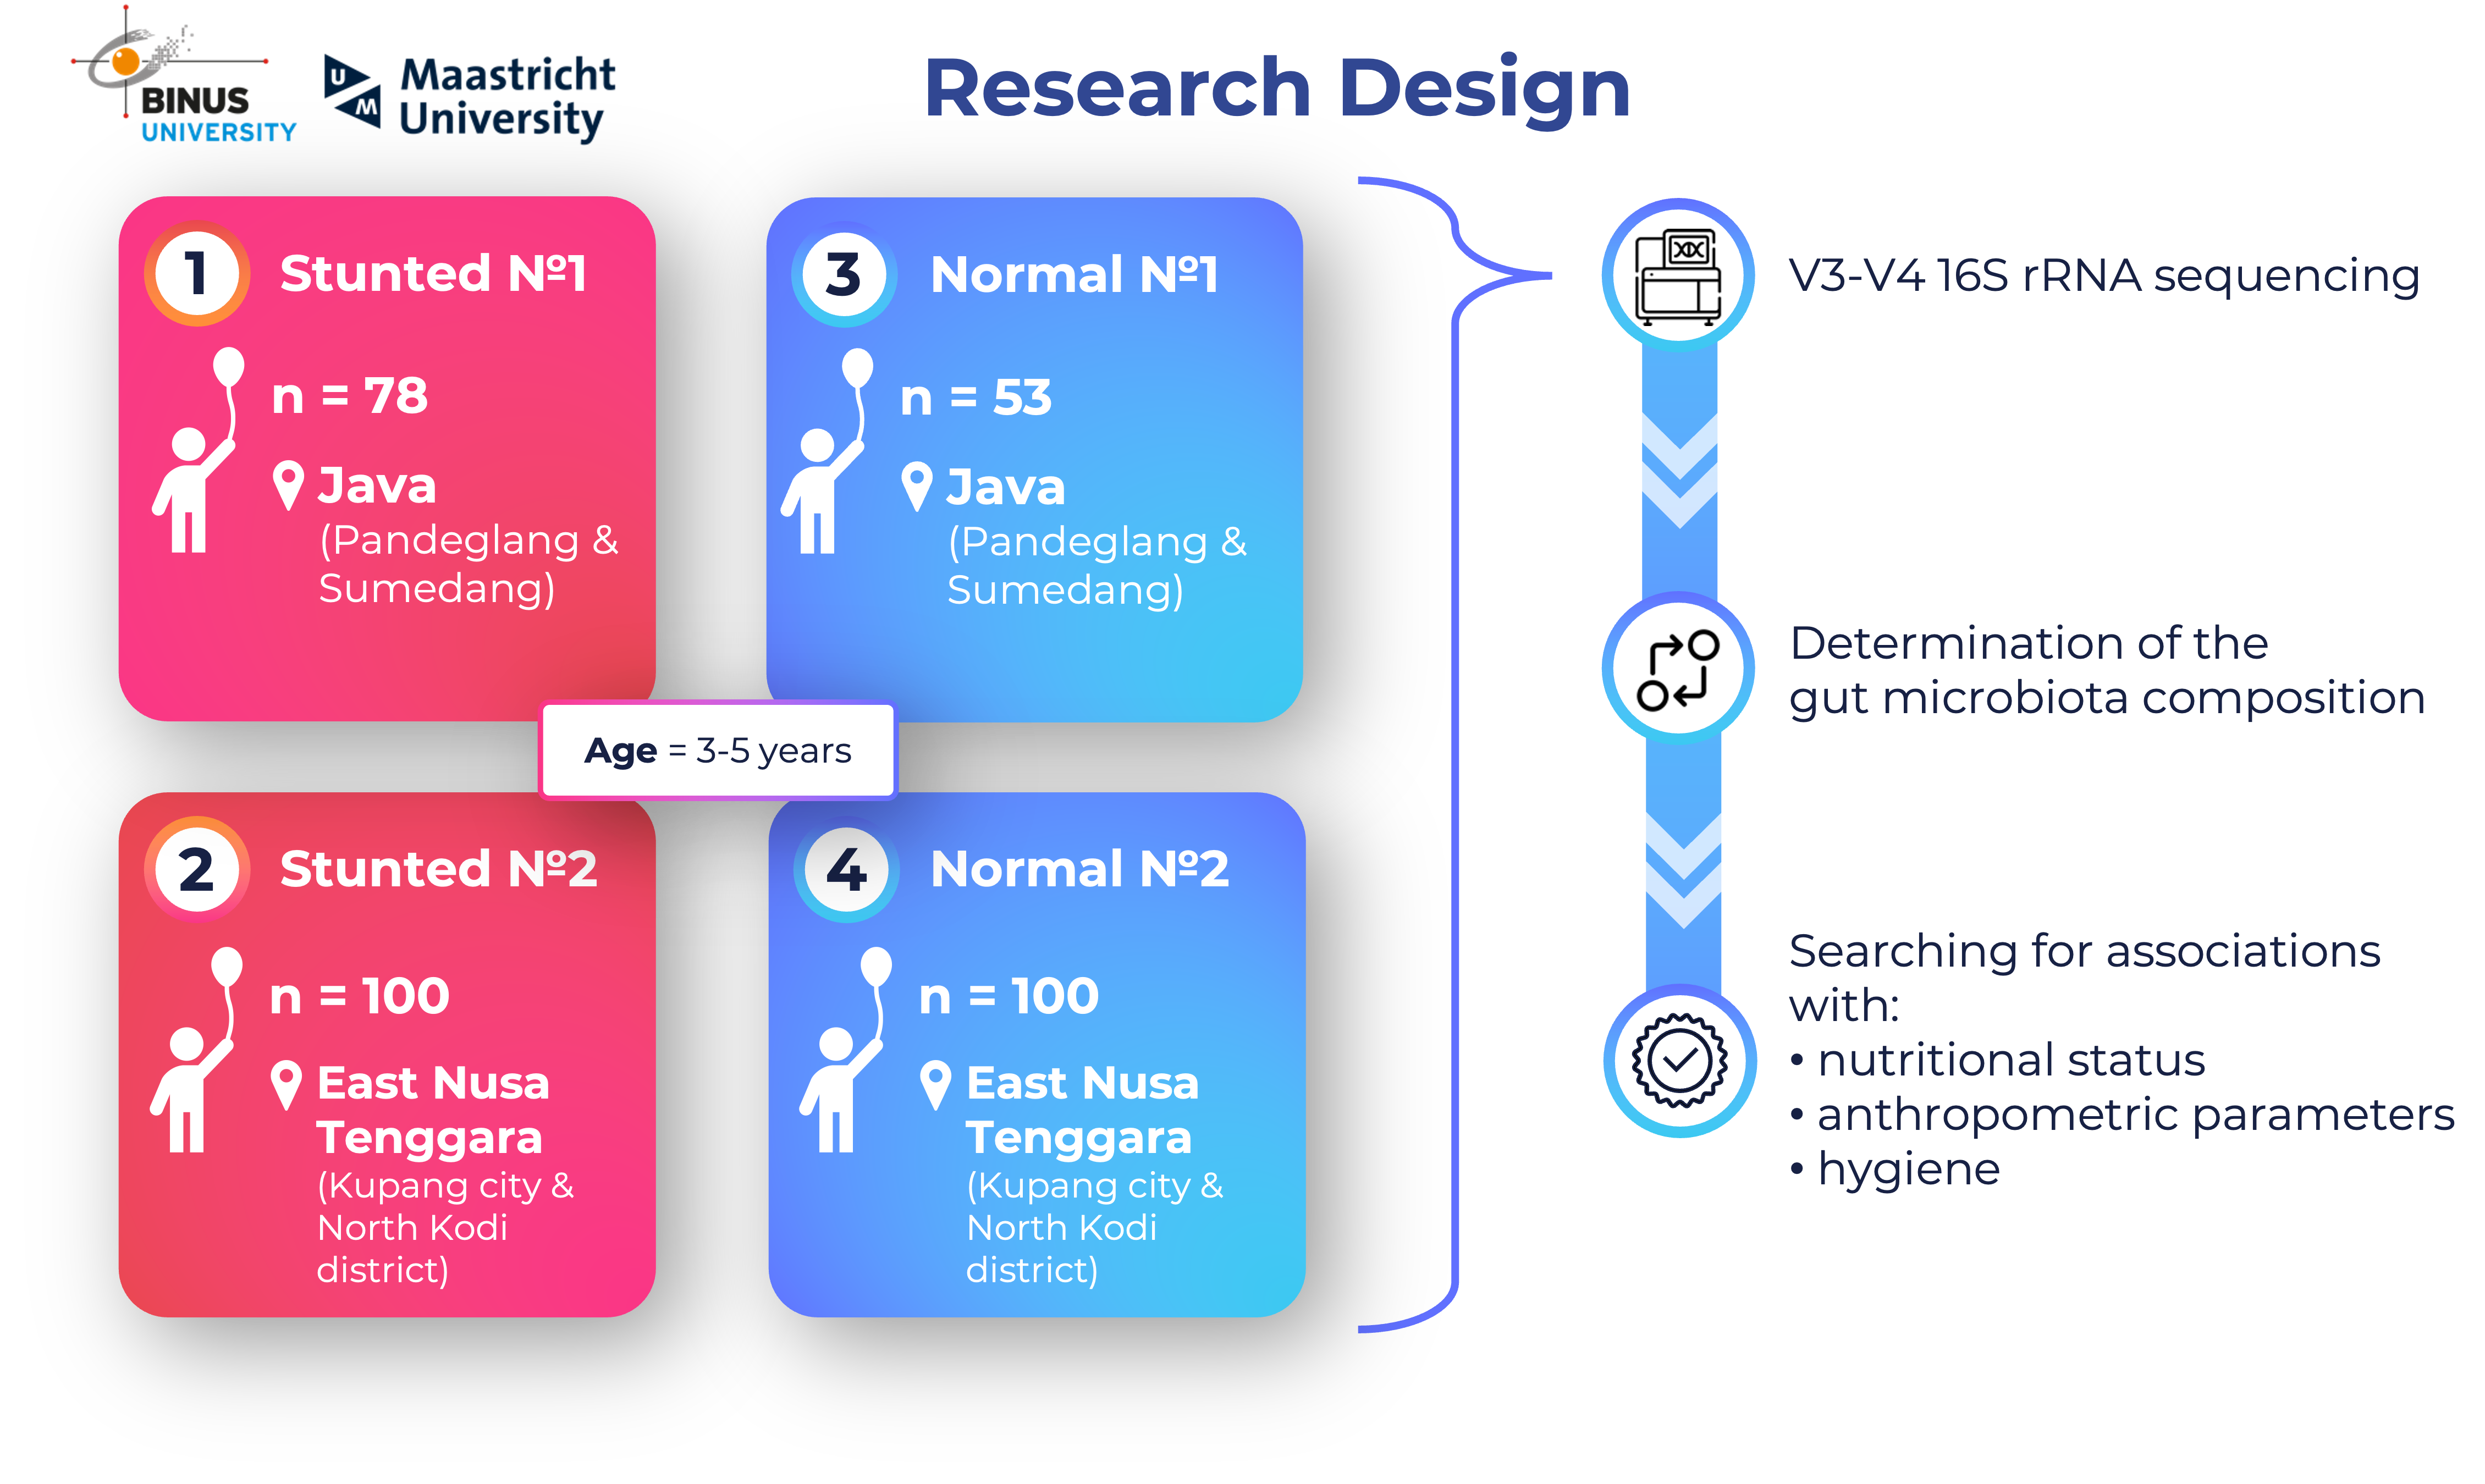 BINUS
UNIVERSITY
U
M
Maastricht
University
Research Design
1
Stunted №1
n = 78
Java
(Pandeglang &
Sumedang)
3
Normal №1
n = 53
Java
(Pandeglang &
Sumedang)
Age = 3-5 years
2
Stunted №2
n = 100
East Nusa
Tenggara
(Kupang city &
North Kodi
district)
4
Normal №2
n = 100
East Nusa
Tenggara
(Kupang city &
North Kodi
district)
V3-V4 16S rRNA sequencing
Determination of the
gut microbiota composition
Searching for associations
with:
• nutritional status
• anthropometric parameters
• hygiene